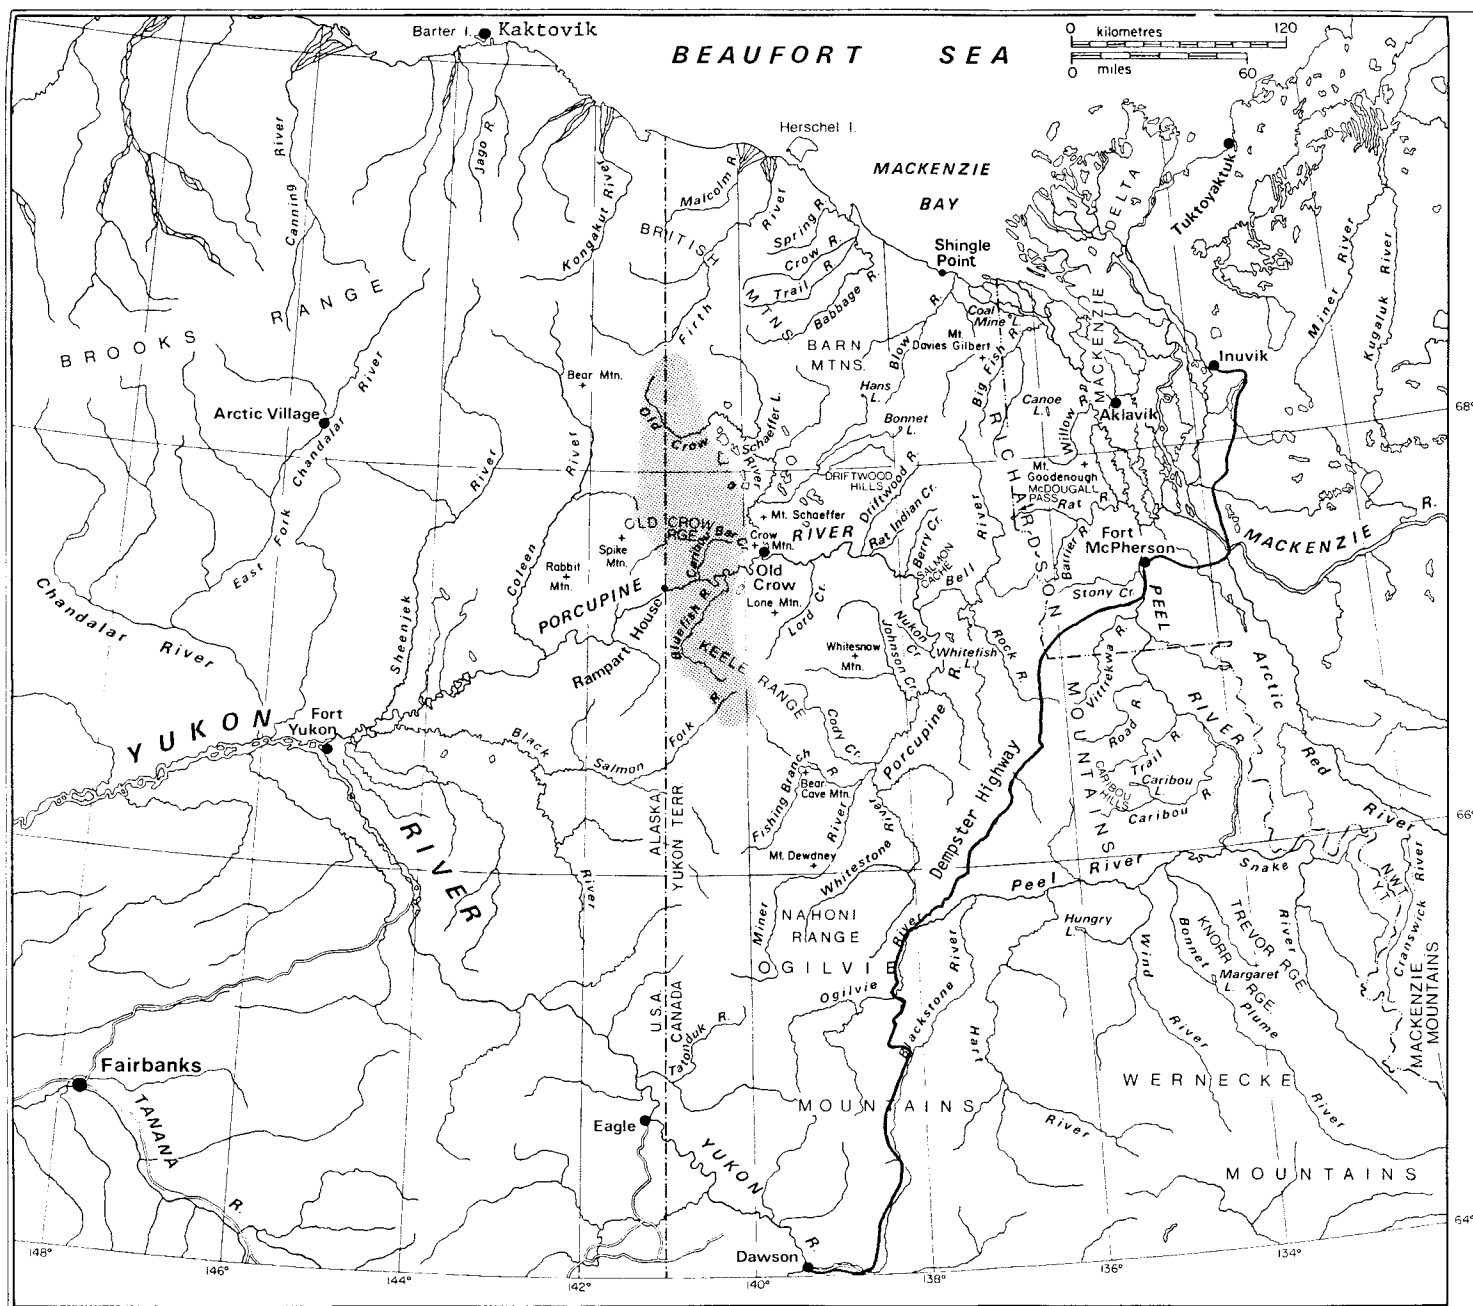 Barter I.
Kaktovik
BEAUFORT SEA
0 kilometres 120
0 miles 60
Herschel I.
MACKENZIE
BAY
Tuktoyaktuk
DELTA
MACKENZIE
Canning River
Jago R.
Kongakut River
Malcolm R.
Firth River
Spring R.
Crow R.
Trail R.
Babbage R.
BRITISH
MTNS
Shingle
Point
Miner River
Kugaluk River
BROOKS RANGE
BARN
MTNS.
Blow R.
Coal
Mine L.
Mt.
Davies Gilbert
Big Fish R.
Inuvik
Bear Mtn.
Hans
L.
Bonnet
L.
Canoe
L.
Willow R.
Aklavik
68°
Arctic Village
East Fork Chandalar River
Old Crow River
Schaeffer L.
DRIFTWOOD
HILLS
Driftwood R.
Mt.
Goodenough
McDOUGALL
PASS
Rat R.
RICHARDSON
MOUNTAINS
Mt. Schaeffer
OLD CROW
RGE.
Spike
Mtn.
Caribou Bar C.
Crow
Mtn.
Old
Crow
PORCUPINE RIVER
Rat Indian Cr.
Berry Cr.
SALMON
CACHE
Bell River
Barrier R.
Fort
McPherson
Stony Cr.
MACKENZIE R.
Rabbit
Mtn.
Coleen River
Sheenjek River
Chandalar River
Rampart House
Bluefish R.
Lone Mtn.
Lord Cr.
KEELE RANGE
Whitesnow
Mtn.
Johnson Cr.
Nukon
Cr.
Whitefish
L.
Rock R.
Vittrekwa R.
PEEL RIVER
Arctic Red River
Road R.
Trail R.
Caribou
L.
CARIBOU
HILLS
Caribou R.
YUKON RIVER
Fort
Yukon
Black River
Salmon Fork R.
Cody Cr.
Porcupine R.
Fishing Branch R.
Bear
Cave Mtn.
Dempster Highway
66°
ALASKA
YUKON TERR
Mt. Dewdney
Miner River
Whitestone River
Peel River
Snake River
N.W.T.
Y.T.
Cranswick River
Hungry
L.
NAHONI
RANGE
TREVOR RGE.
KNORR RGE.
Margaret
L.
Bonnet Plume River
Wind River
MACKENZIE
MOUNTAINS
OGILVIE
MOUNTAINS
Ogilvie River
Blackstone River
Hart River
U.S.A.
CANADA
Tatonduk R.
WERNECKE
MOUNTAINS
Fairbanks
TANANA R.
Eagle
YUKON R.
Dawson
64°
148°
146°
144°
142°
140°
138°
136°
134°